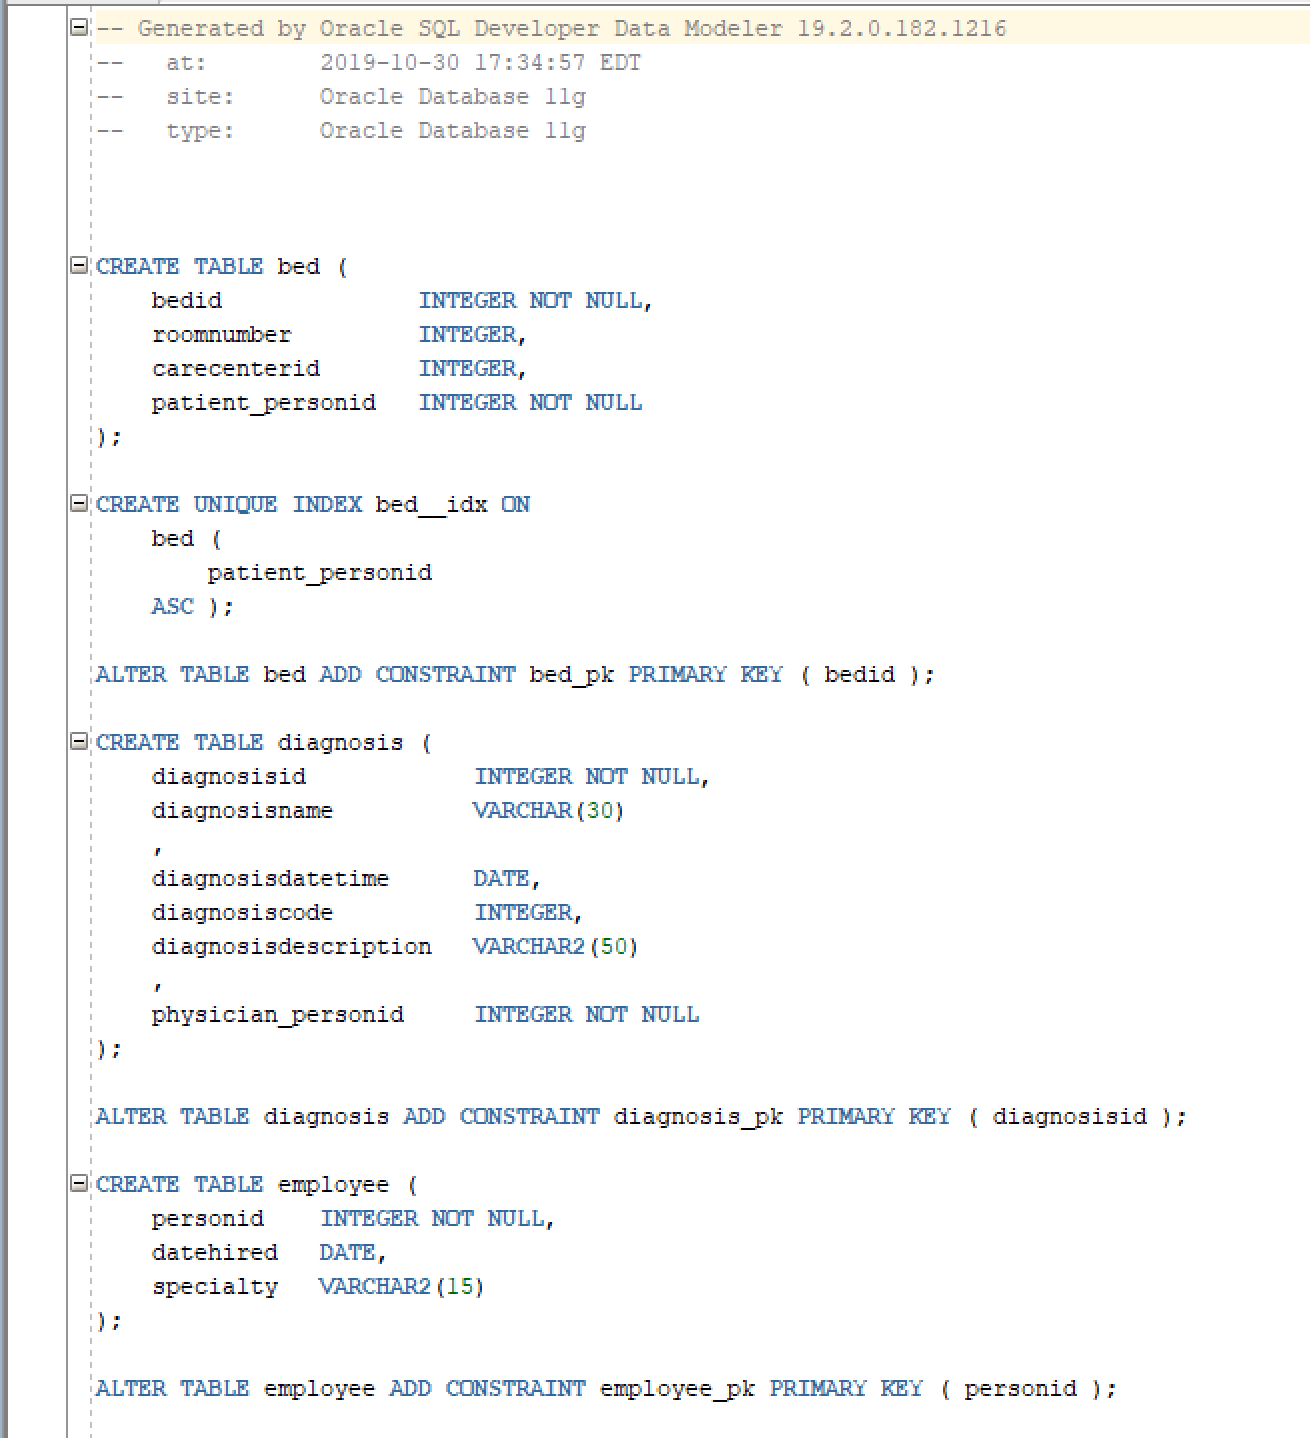 -- Generated by Oracle SQL Developer Data Modeler 19.2.0.182.1216
--   at:        2019-10-30 17:34:57 EDT
--   site:      Oracle Database 11g
--   type:      Oracle Database 11g
CREATE TABLE bed (
    bedid              INTEGER NOT NULL,
    roomnumber         INTEGER,
    carecenterid       INTEGER,
    patient_personid   INTEGER NOT NULL
);
CREATE UNIQUE INDEX bed__idx ON
    bed (
        patient_personid
    ASC );
ALTER TABLE bed ADD CONSTRAINT bed_pk PRIMARY KEY ( bedid );
CREATE TABLE diagnosis (
    diagnosisid            INTEGER NOT NULL,
    diagnosisname          VARCHAR(30)
    ,
    diagnosisdatetime      DATE,
    diagnosiscode          INTEGER,
    diagnosisdescription   VARCHAR2(50)
    ,
    physician_personid     INTEGER NOT NULL
);
ALTER TABLE diagnosis ADD CONSTRAINT diagnosis_pk PRIMARY KEY ( diagnosisid );
CREATE TABLE employee (
    personid    INTEGER NOT NULL,
    datehired   DATE,
    specialty   VARCHAR2(15)
);
ALTER TABLE employee ADD CONSTRAINT employee_pk PRIMARY KEY ( personid );